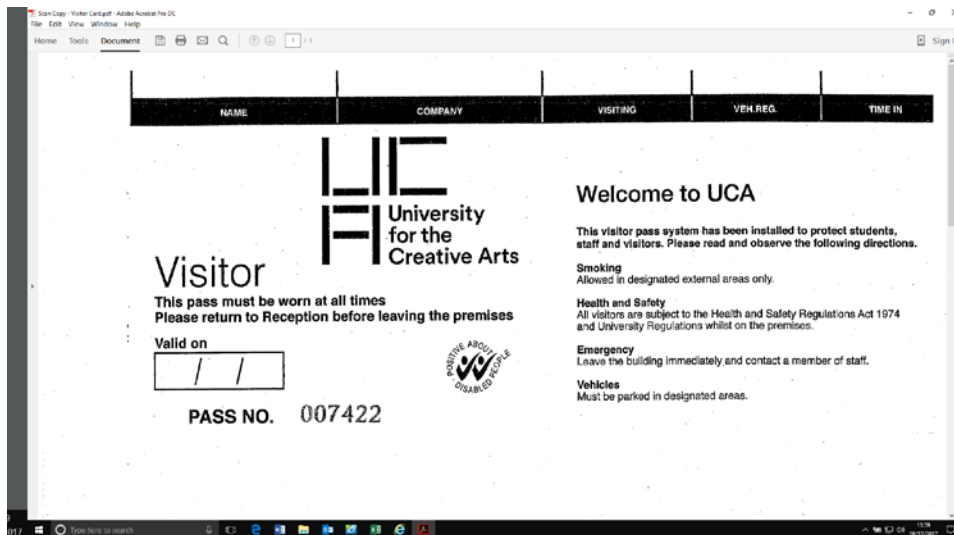 Scan Copy - Visitor Card.pdf - Adobe Acrobat Pro DC
File Edit View Window Help
Home Tools Document 1 / 1 Sign
NAME COMPANY VISITING VEH.REG. TIME IN
UCA
University
for the
Creative Arts
Visitor
This pass must be worn at all times
Please return to Reception before leaving the premises
Valid on
/ /
POSITIVE ABOUT DISABLED PEOPLE
PASS NO. 007422
Welcome to UCA
This visitor pass system has been installed to protect students,
staff and visitors. Please read and observe the following directions.
Smoking
Allowed in designated external areas only.
Health and Safety
All visitors are subject to the Health and Safety Regulations Act 1974
and University Regulations whilst on the premises.
Emergency
Leave the building immediately and contact a member of staff.
Vehicles
Must be parked in designated areas.
Type here to search